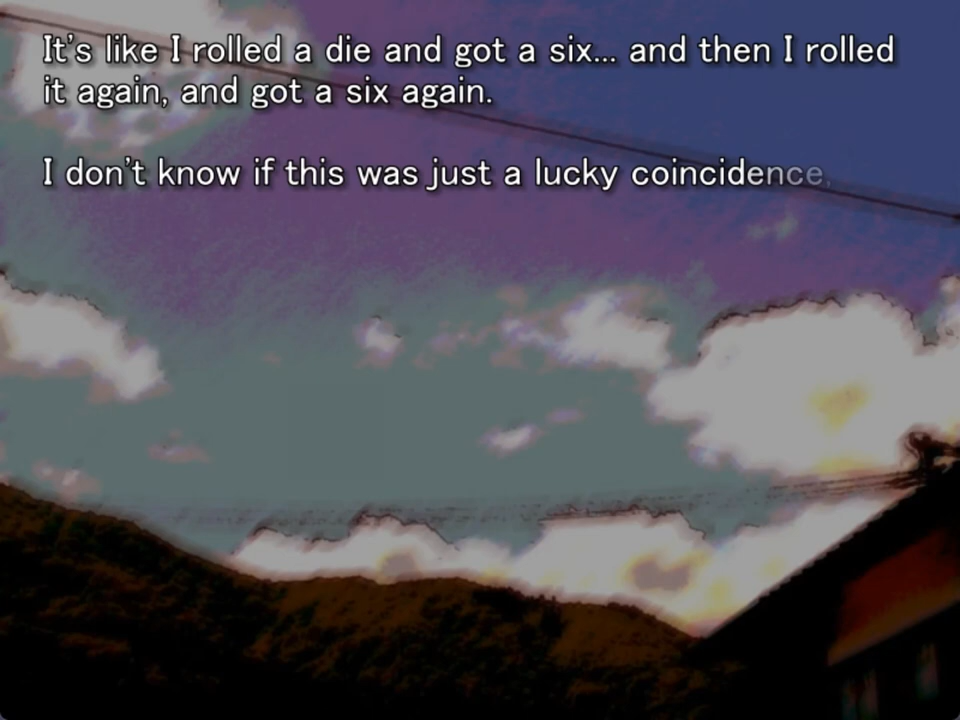 It's like I rolled a die and got a six... and then I rolled
it again, and got a six again.
I don't know if this was just a lucky coincidence.